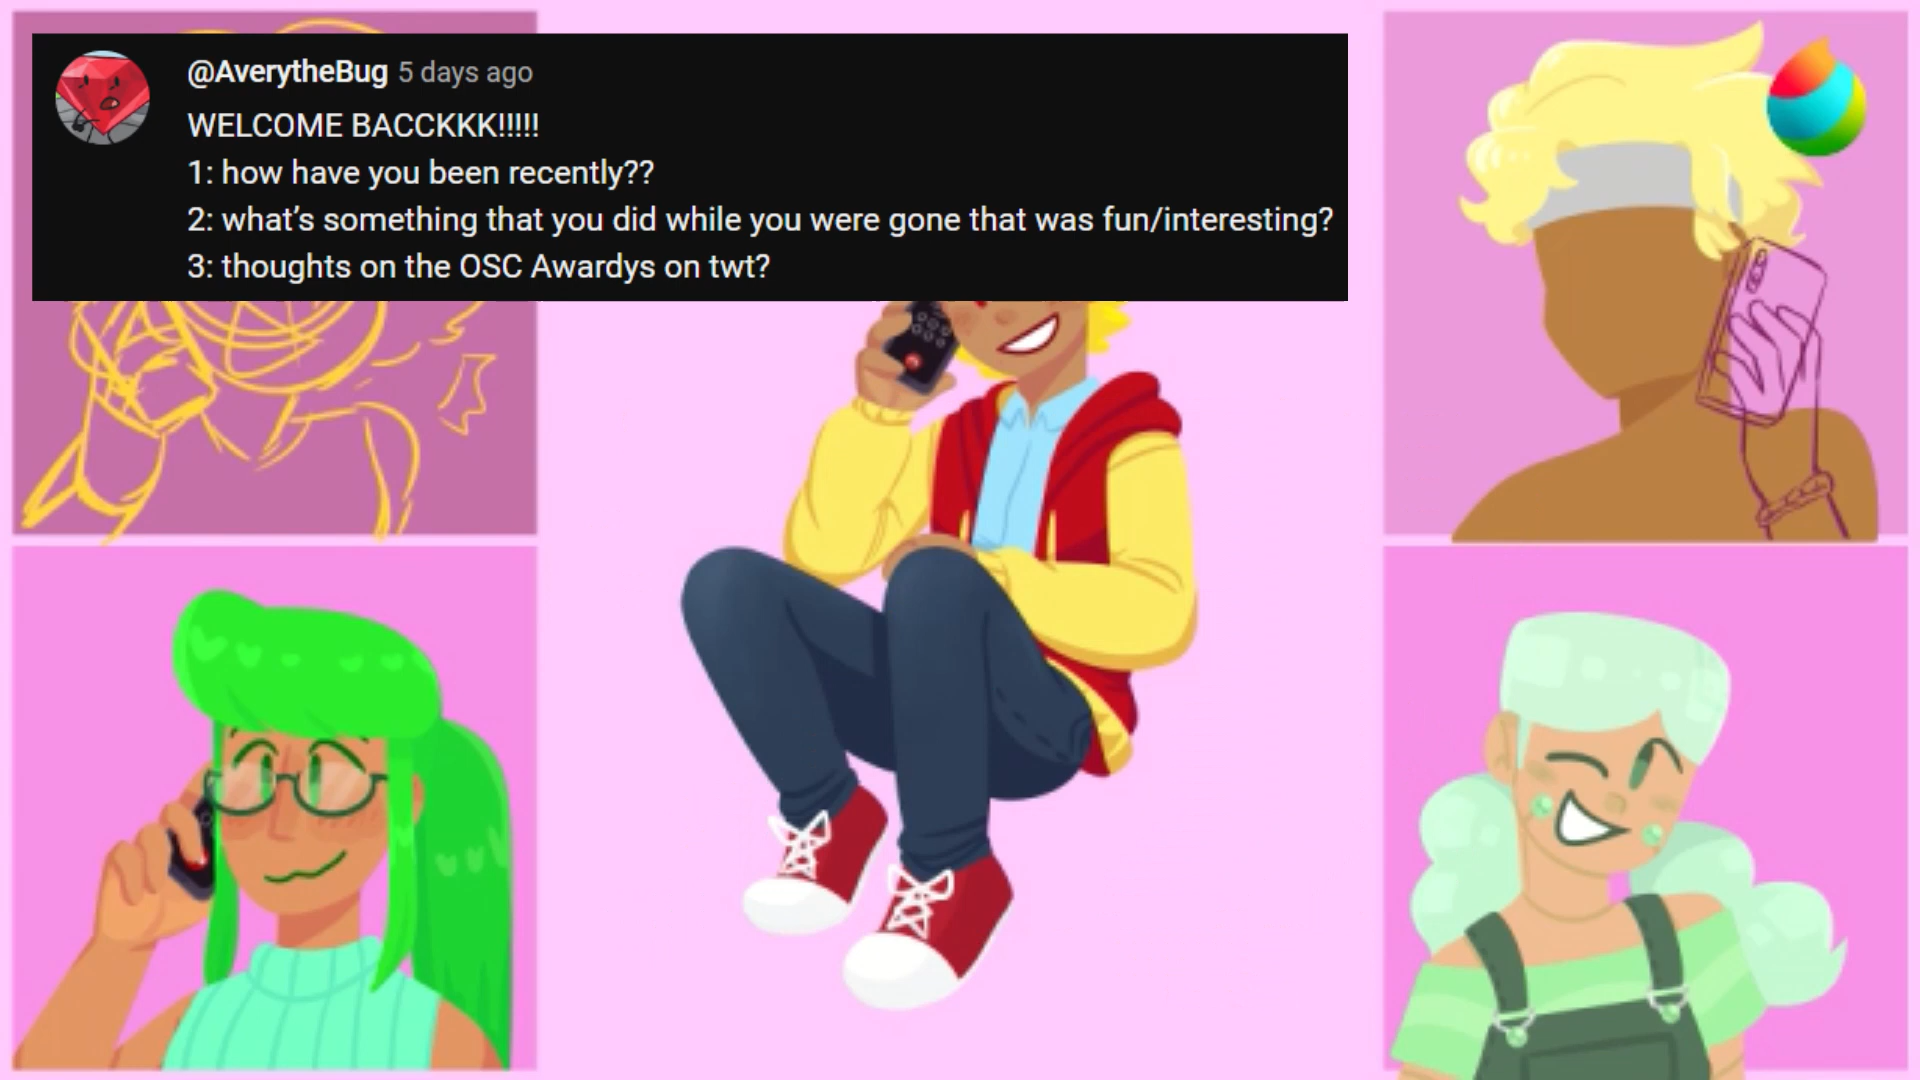 @AverytheBug 5 days ago
WELCOME BACCKKK!!!!!
1: how have you been recently??
2: what’s something that you did while you were gone that was fun/interesting?
3: thoughts on the OSC Awardys on twt?